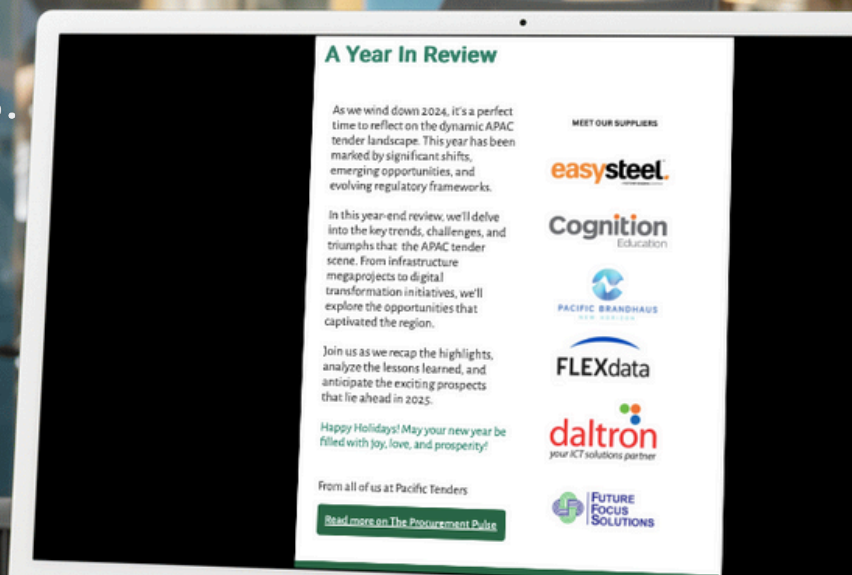 A Year In Review
As we wind down 2024, it's a perfect
time to reflect on the dynamic APAC
tender landscape. This year has been
marked by significant shifts,
emerging opportunities, and
evolving regulatory frameworks.
In this year-end review, we'll delve
into the key trends, challenges, and
triumphs that the APAC tender
scene. From infrastructure
megaprojects to digital
transformation initiatives, we'll
explore the opportunities that
captivated the region.
Join us as we recap the highlights,
analyze the lessons learned, and
anticipate the exciting prospects
that lie ahead in 2025.
Happy Holidays! May your new year be
filled with joy, love, and prosperity!
From all of us at Pacific Tenders
Read more on The Procurement Pulse
MEET OUR SUPPLIERS
easysteel.
Cognition
Education
PACIFIC BRANDHAUS
NEW HORIZON
FLEXdata
daltron
your ICT solutions partner
FUTURE
FOCUS
SOLUTIONS